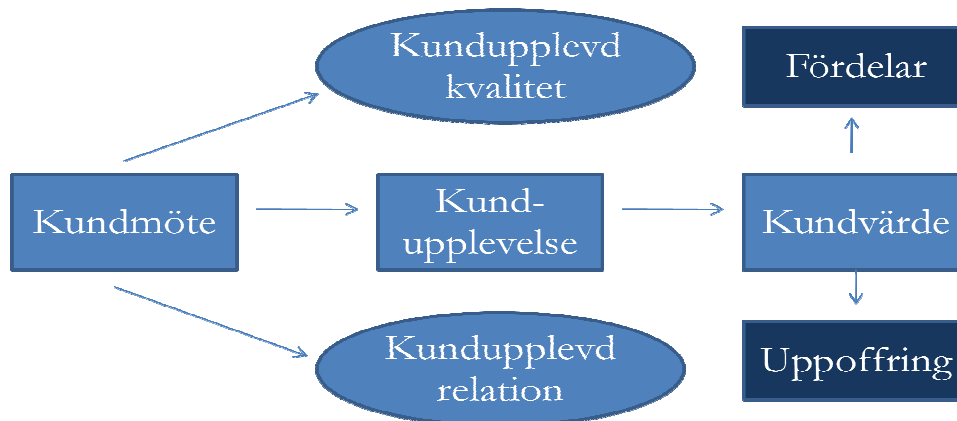 Kundupplevd
kvalitet
Fördelar
Kundmöte
Kund-
upplevelse
Kundvärde
Kundupplevd
relation
Uppoffring